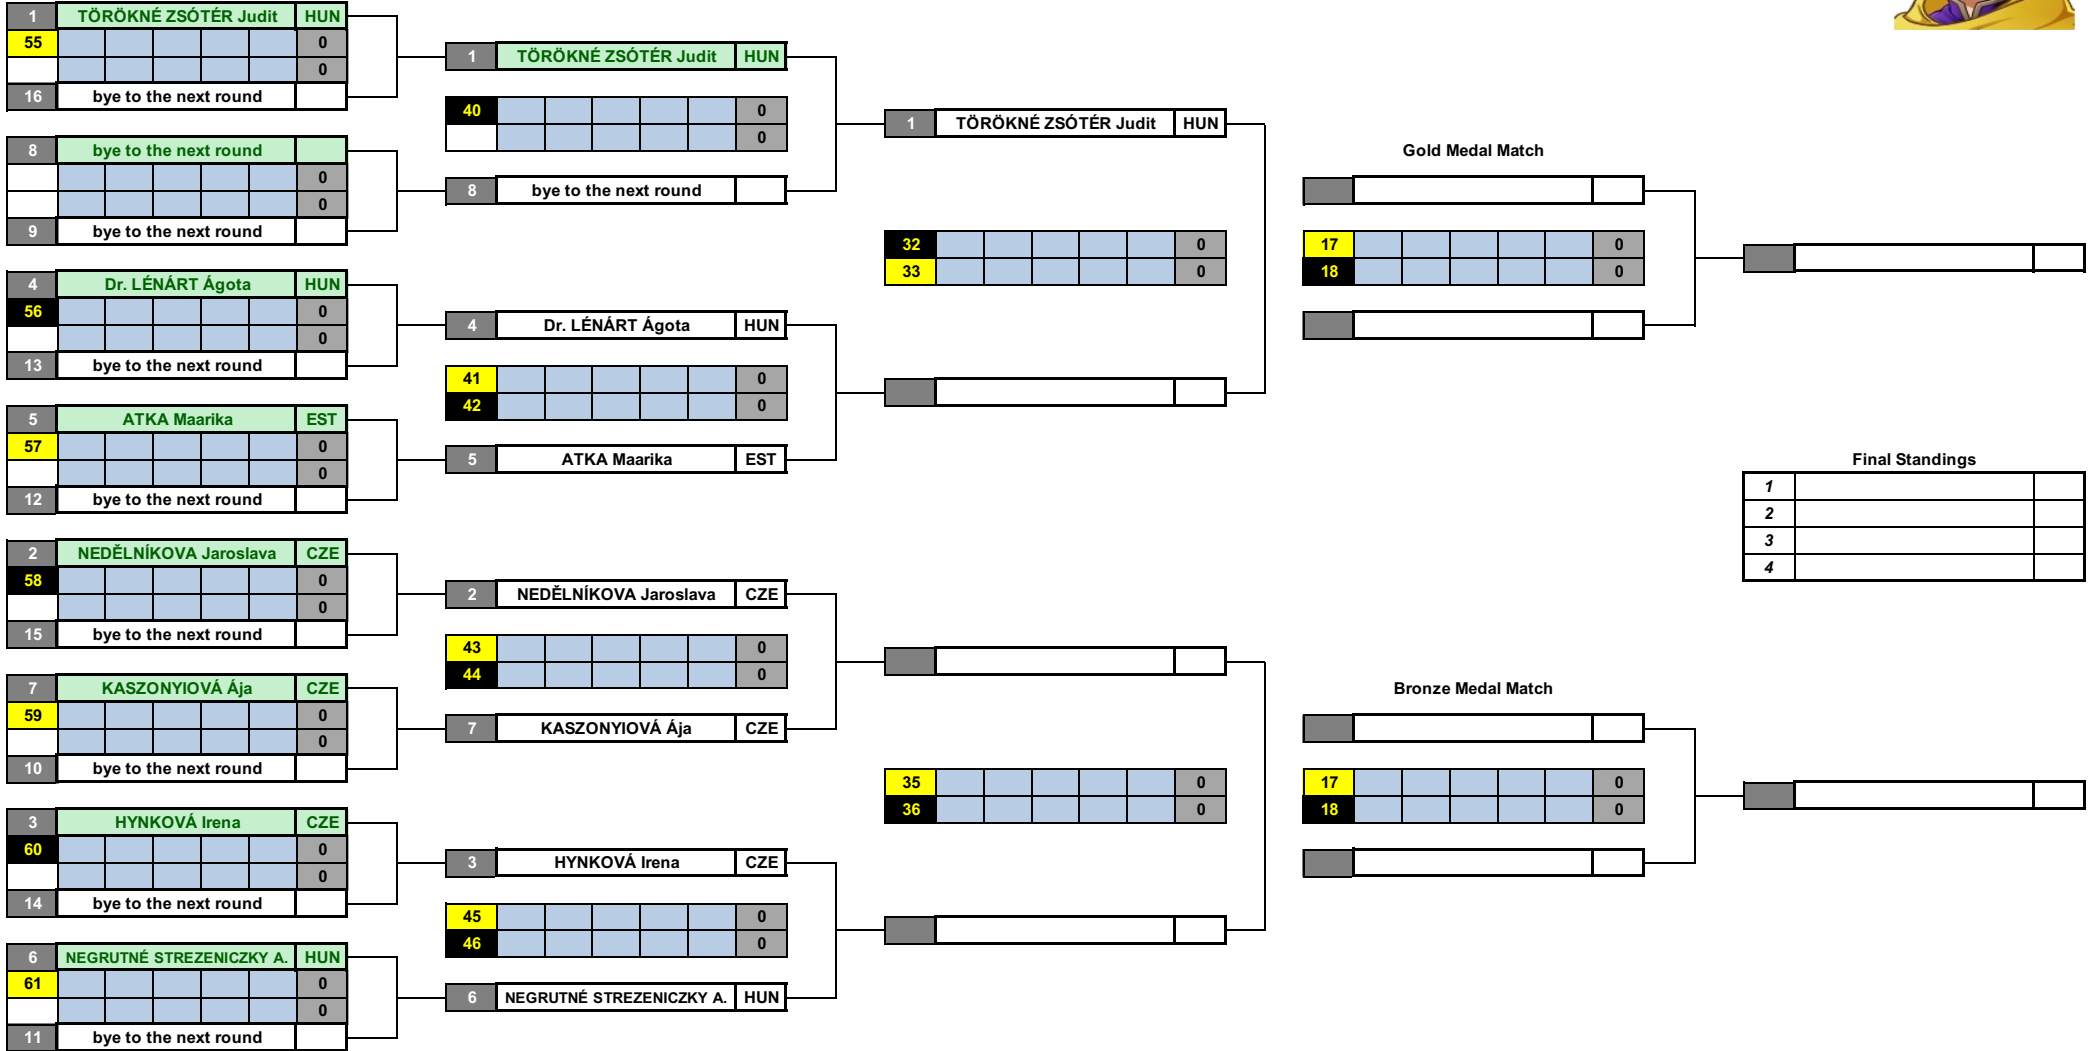 1 TÖRÖKNÉ ZSÓTÉR Judit HUN
55 0
0
16 bye to the next round
8 bye to the next round
0
0
9 bye to the next round
4 Dr. LÉNÁRT Ágota HUN
56 0
0
13 bye to the next round
5 ATKA Maarika EST
57 0
0
12 bye to the next round
2 NEDĚLNÍKOVA Jaroslava CZE
58 0
0
15 bye to the next round
7 KASZONYIOVÁ Ája CZE
59 0
0
10 bye to the next round
3 HYNKOVÁ Irena CZE
60 0
0
14 bye to the next round
6 NEGRUTNÉ STREZENICZKY A. HUN
61 0
0
11 bye to the next round
1 TÖRÖKNÉ ZSÓTÉR Judit HUN
40 0
0
8 bye to the next round
4 Dr. LÉNÁRT Ágota HUN
41 0
42 0
5 ATKA Maarika EST
2 NEDĚLNÍKOVA Jaroslava CZE
43 0
44 0
7 KASZONYIOVÁ Ája CZE
3 HYNKOVÁ Irena CZE
45 0
46 0
6 NEGRUTNÉ STREZENICZKY A. HUN
1 TÖRÖKNÉ ZSÓTÉR Judit HUN
32 0
33 0
35 0
36 0
Gold Medal Match
17 0
18 0
Bronze Medal Match
17 0
18 0
Final Standings
1
2
3
4